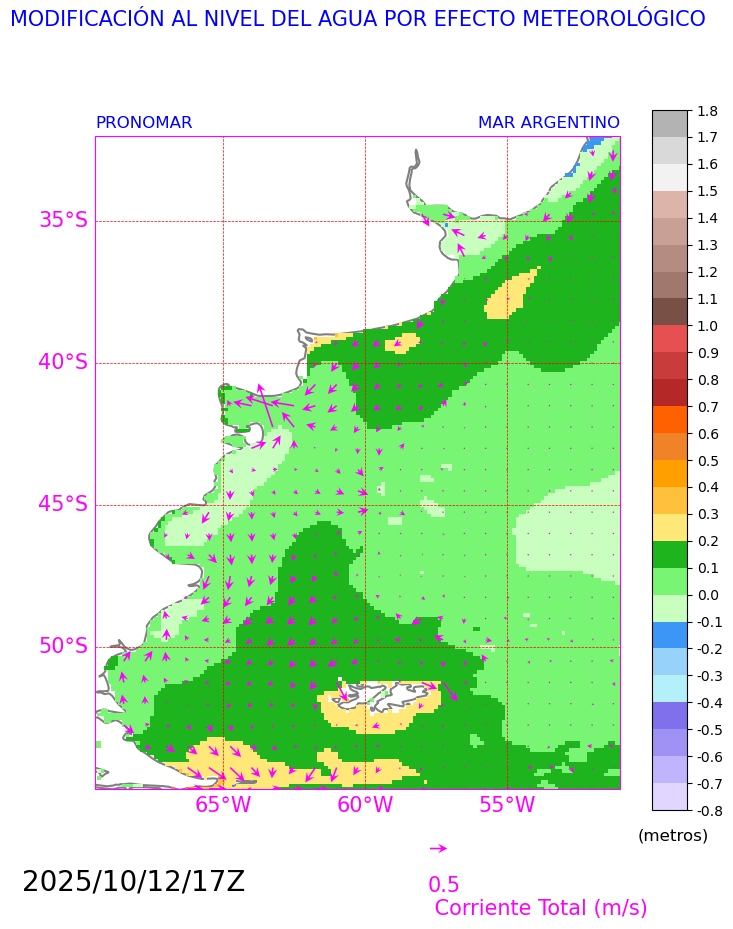 MODIFICACIÓN AL NIVEL DEL AGUA POR EFECTO METEOROLÓGICO
PRONOMAR MAR ARGENTINO
35°S
40°S
45°S
50°S
65°W 60°W 55°W
1.8
1.7
1.6
1.5
1.4
1.3
1.2
1.1
1.0
0.9
0.8
0.7
0.6
0.5
0.4
0.3
0.2
0.1
0.0
-0.1
-0.2
-0.3
-0.4
-0.5
-0.6
-0.7
-0.8
(metros)
2025/10/12/17Z
0.5
Corriente Total (m/s)